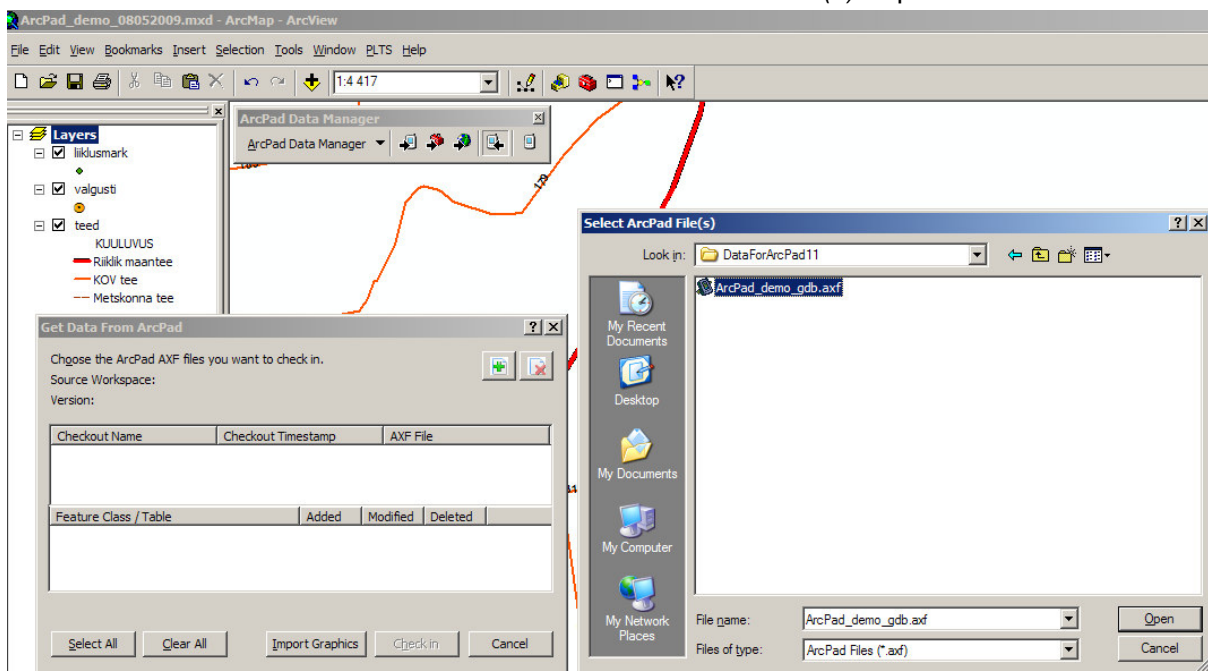 ArcPad_demo_08052009.mxd - ArcMap - ArcView
File Edit View Bookmarks Insert Selection Tools Window PLTS Help
1:4 417
Layers
liiklusmark
valgusti
teed
KUULUVUS
Riiklik maantee
KOV tee
Metskonna tee
ArcPad Data Manager
ArcPad Data Manager
Get Data From ArcPad
Choose the ArcPad AXF files you want to check in.
Source Workspace:
Version:
Checkout Name Checkout Timestamp AXF File
Feature Class / Table Added Modified Deleted
Select All Clear All Import Graphics Check in Cancel
Select ArcPad File(s)
Look in: DataForArcPad11
ArcPad_demo_gdb.axf
My Recent
Documents
Desktop
My Documents
My Computer
My Network
Places
File name: ArcPad_demo_gdb.axf Open
Files of type: ArcPad Files (*.axf) Cancel